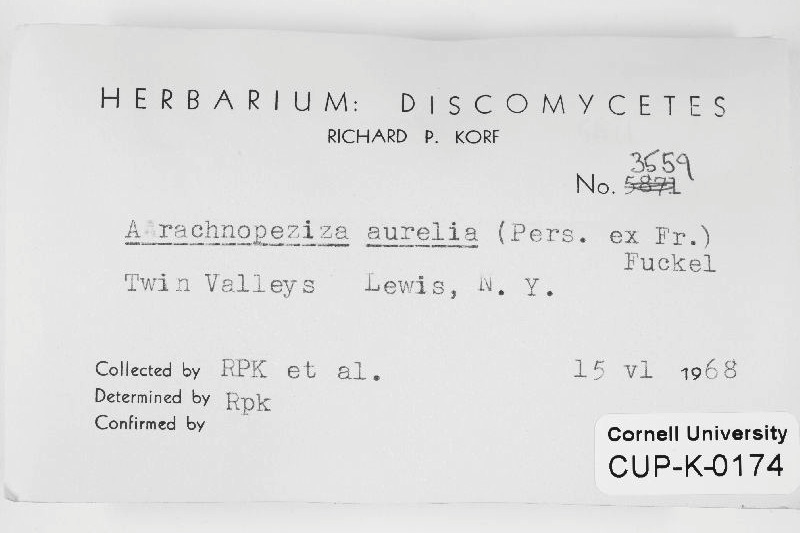 HERBARIUM: DISCOMYCETES
RICHARD P. KORF
3559
No. 5871
Arachnopeziza aurelia (Pers. ex Fr.)
Fuckel
Twin Valleys Lewis, N. Y.
Collected by RPK et al. 15 vi 1968
Determined by Rpk
Confirmed by
Cornell University
CUP-K-0174